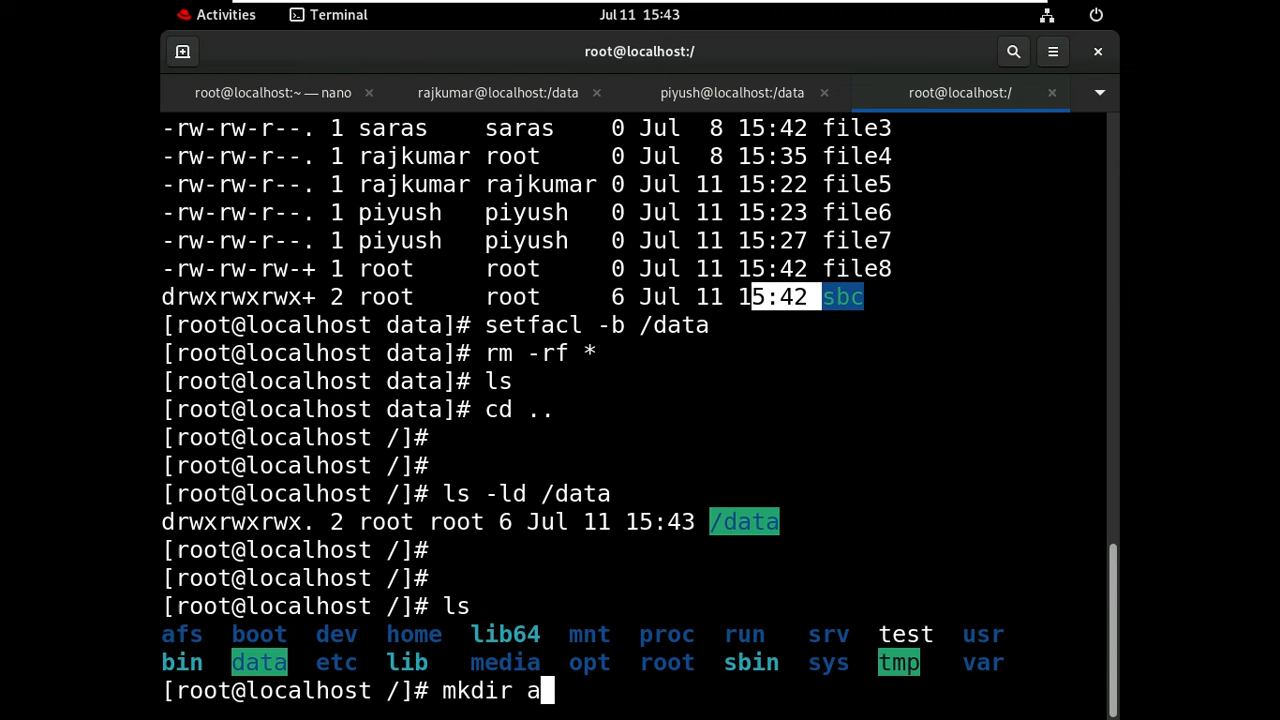 Activities Terminal Jul 11 15:43
root@localhost:/
root@localhost:~ — nano × rajkumar@localhost:/data × piyush@localhost:/data × root@localhost:/ ×
-rw-rw-r--. 1 saras    saras    0 Jul  8 15:42 file3
-rw-rw-r--. 1 rajkumar root     0 Jul  8 15:35 file4
-rw-rw-r--. 1 rajkumar rajkumar 0 Jul 11 15:22 file5
-rw-rw-r--. 1 piyush   piyush   0 Jul 11 15:23 file6
-rw-rw-r--. 1 piyush   piyush   0 Jul 11 15:27 file7
-rw-rw-rw-+ 1 root     root     0 Jul 11 15:42 file8
drwxrwxrwx+ 2 root     root     6 Jul 11 15:42 sbc
[root@localhost data]# setfacl -b /data
[root@localhost data]# rm -rf *
[root@localhost data]# ls
[root@localhost data]# cd ..
[root@localhost /]#
[root@localhost /]#
[root@localhost /]# ls -ld /data
drwxrwxrwx. 2 root root 6 Jul 11 15:43 /data
[root@localhost /]#
[root@localhost /]#
[root@localhost /]# ls
afs  boot  dev  home  lib64  mnt  proc  run  srv  test  usr
bin  data  etc  lib  media  opt  root  sbin  sys  tmp  var
[root@localhost /]# mkdir a